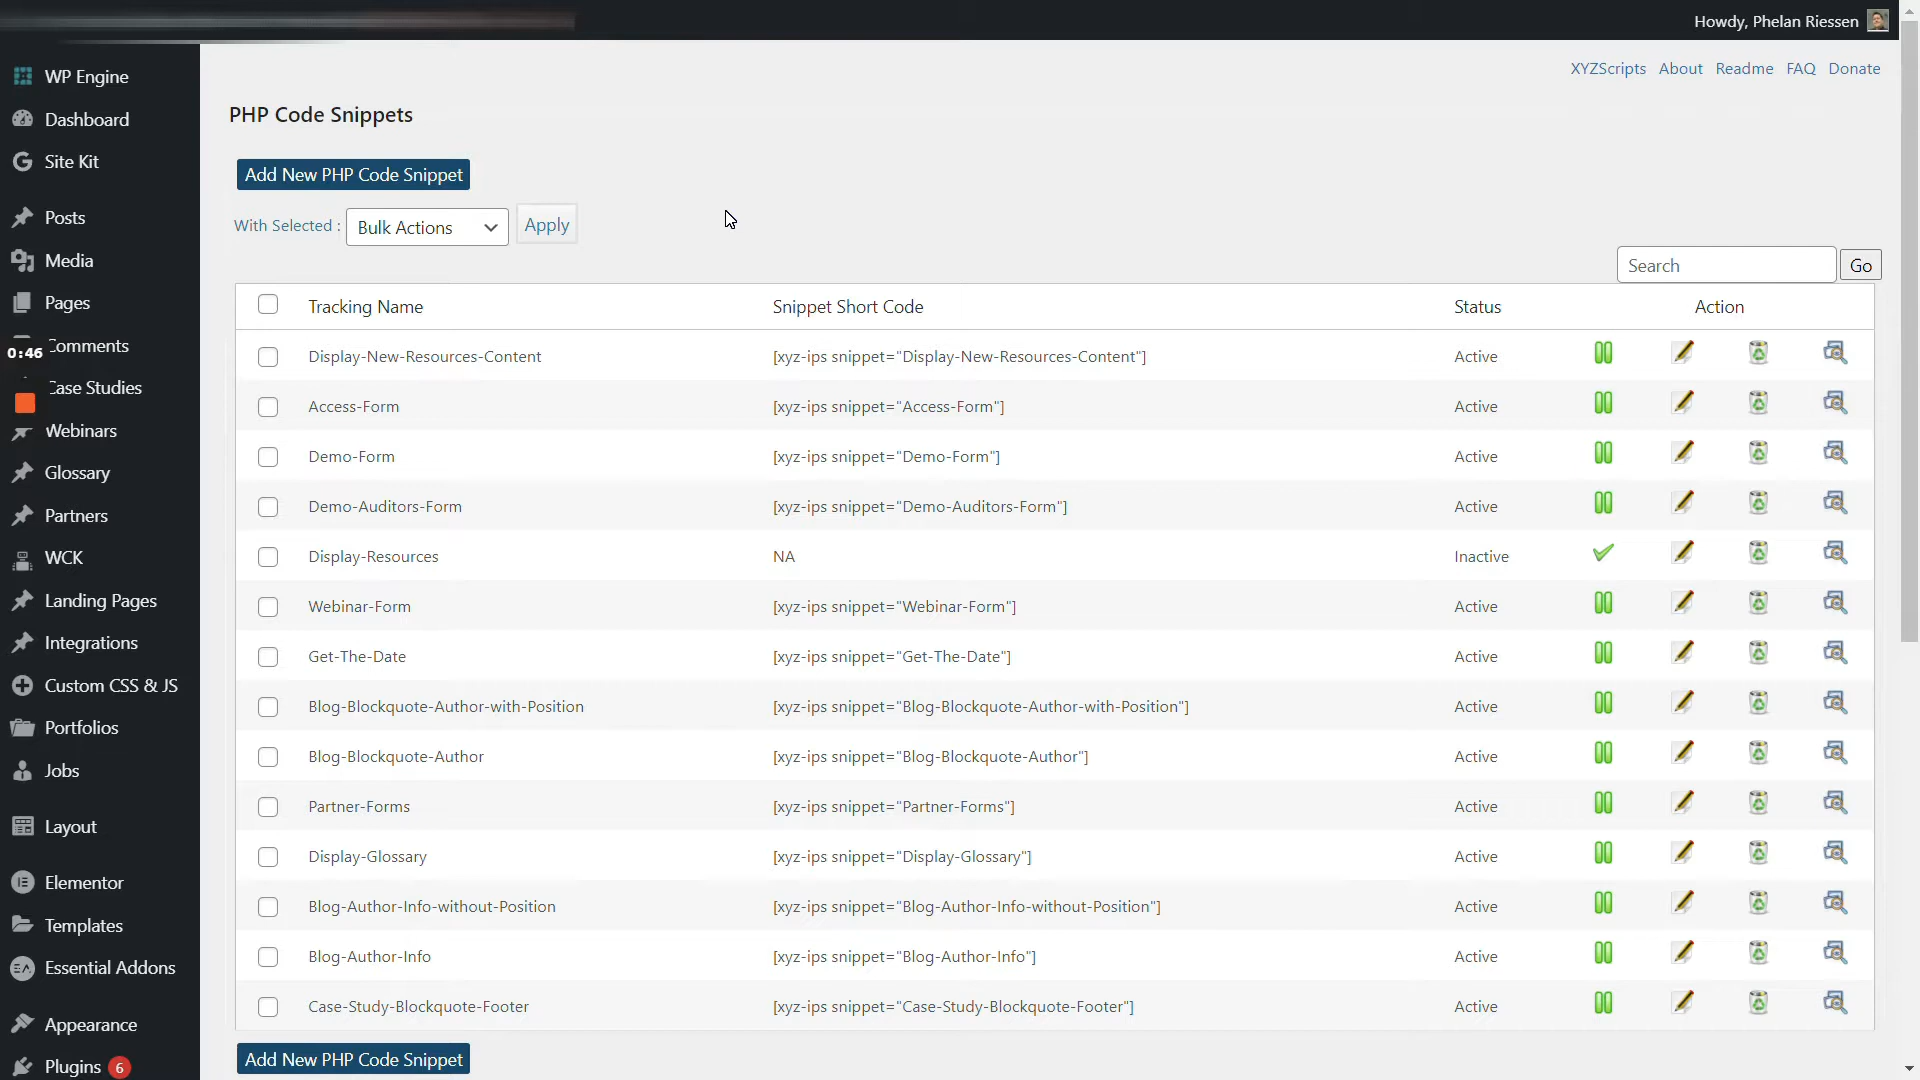 Howdy, Phelan Riessen
WP Engine
Dashboard
Site Kit
Posts
Media
Pages
Comments
0:46
Case Studies
Webinars
Glossary
Partners
WCK
Landing Pages
Integrations
Custom CSS & JS
Portfolios
Jobs
Layout
Elementor
Templates
Essential Addons
Appearance
Plugins 6
XYZScripts About Readme FAQ Donate
PHP Code Snippets
Add New PHP Code Snippet
With Selected : Bulk Actions Apply
Search Go
Tracking Name Snippet Short Code Status Action
Display-New-Resources-Content [xyz-ips snippet="Display-New-Resources-Content"] Active
Access-Form [xyz-ips snippet="Access-Form"] Active
Demo-Form [xyz-ips snippet="Demo-Form"] Active
Demo-Auditors-Form [xyz-ips snippet="Demo-Auditors-Form"] Active
Display-Resources NA Inactive
Webinar-Form [xyz-ips snippet="Webinar-Form"] Active
Get-The-Date [xyz-ips snippet="Get-The-Date"] Active
Blog-Blockquote-Author-with-Position [xyz-ips snippet="Blog-Blockquote-Author-with-Position"] Active
Blog-Blockquote-Author [xyz-ips snippet="Blog-Blockquote-Author"] Active
Partner-Forms [xyz-ips snippet="Partner-Forms"] Active
Display-Glossary [xyz-ips snippet="Display-Glossary"] Active
Blog-Author-Info-without-Position [xyz-ips snippet="Blog-Author-Info-without-Position"] Active
Blog-Author-Info [xyz-ips snippet="Blog-Author-Info"] Active
Case-Study-Blockquote-Footer [xyz-ips snippet="Case-Study-Blockquote-Footer"] Active
Add New PHP Code Snippet